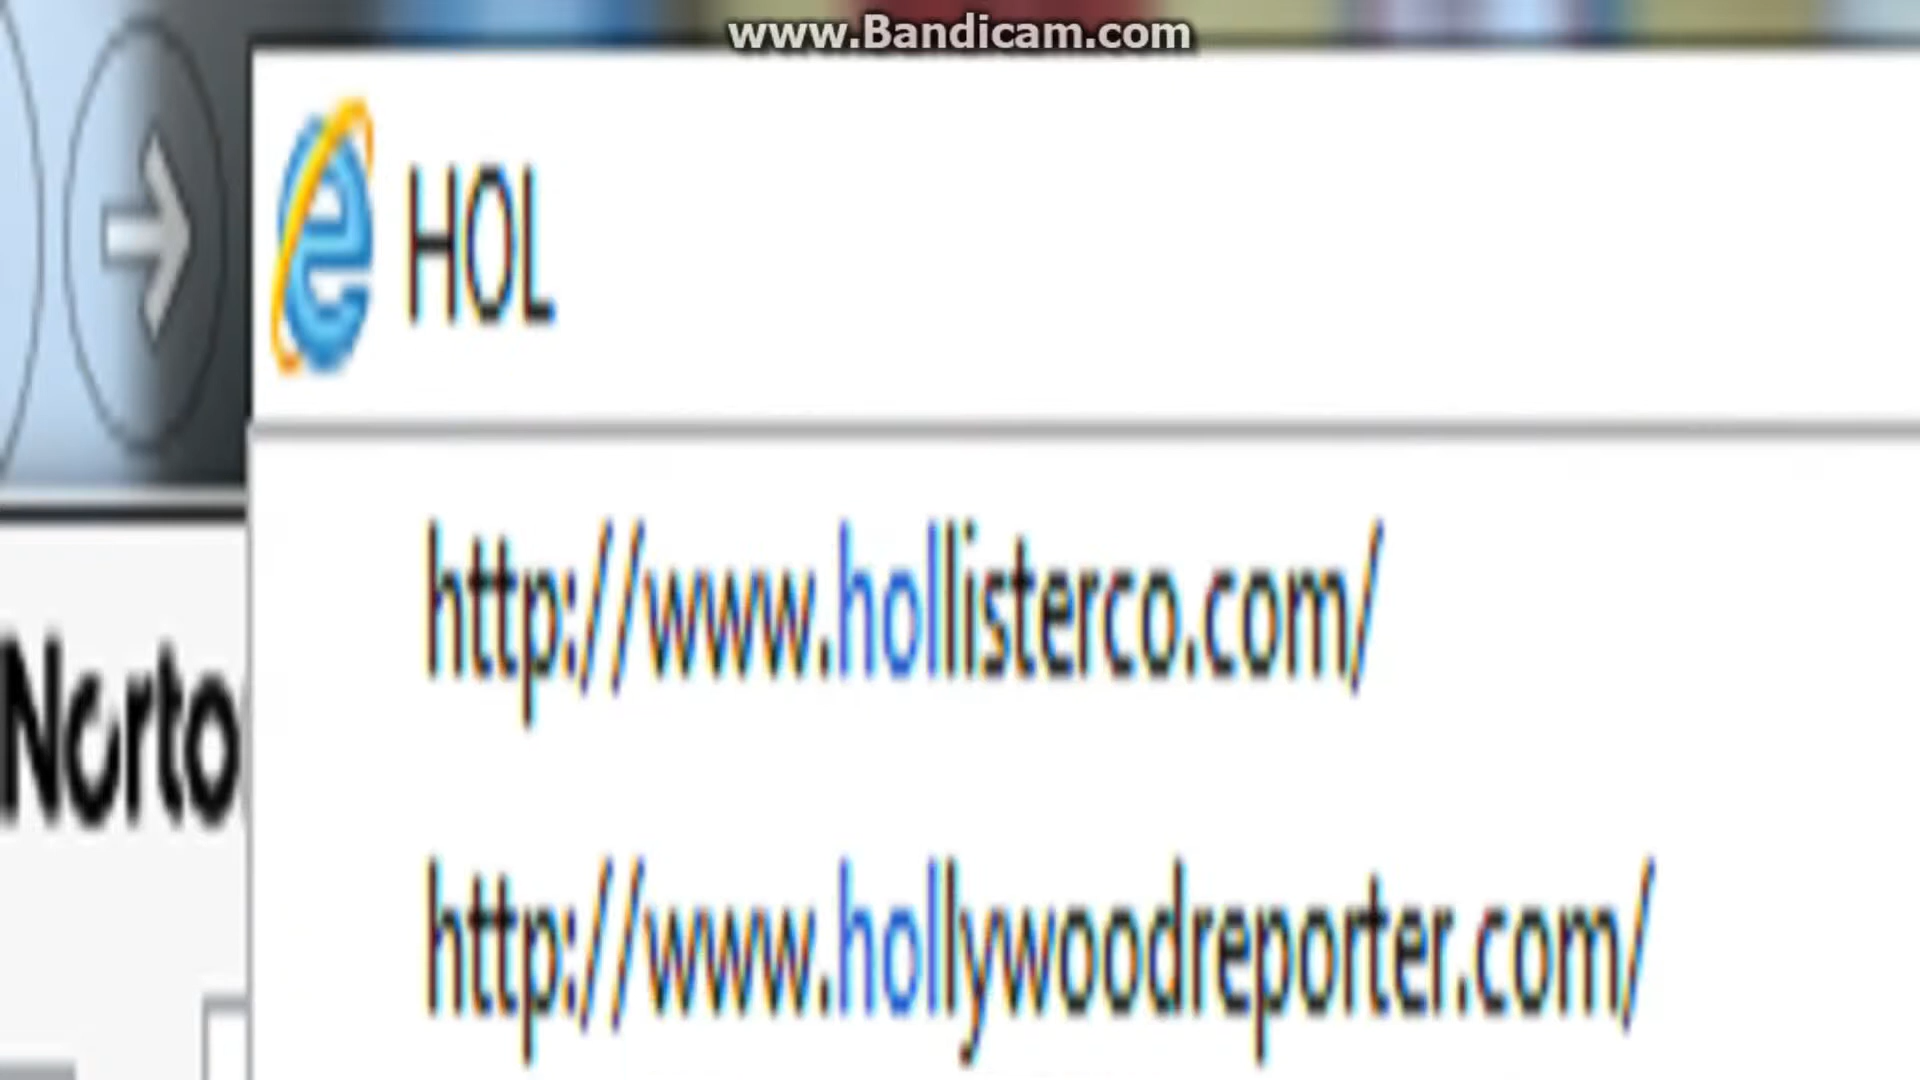 www.Bandicam.com
HOL
http://www.hollisterco.com/
Norto
http://www.hollywoodreporter.com/